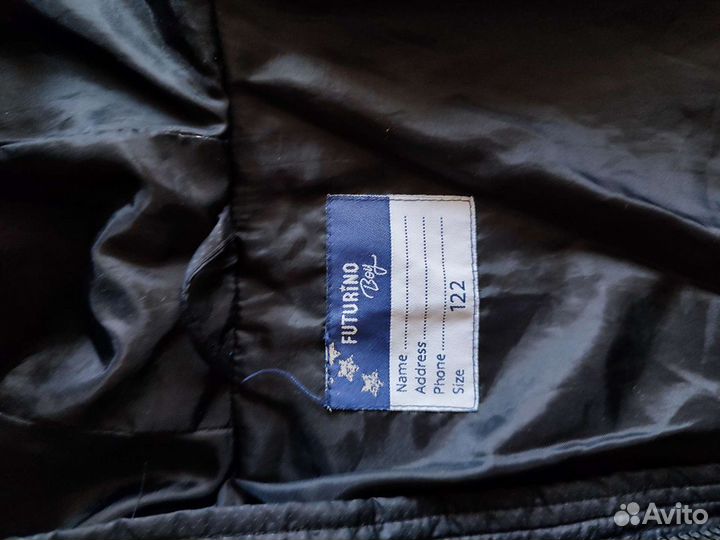 FUTURINO
Boy
Name
Address
Phone
Size 122
Avito